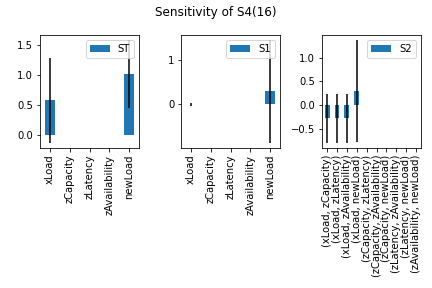 Sensitivity of S4(16)
ST
1.5
1.0
0.5
0.0
xLoad
zCapacity
zLatency
zAvailability
newLoad
S1
1
0
xLoad
zCapacity
zLatency
zAvailability
newLoad
S2
1.0
0.5
0.0
−0.5
(xLoad, zCapacity)
(xLoad, zLatency)
(xLoad, zAvailability)
(xLoad, newLoad)
(zCapacity, zLatency)
(zCapacity, zAvailability)
(zCapacity, newLoad)
(zLatency, zAvailability)
(zLatency, newLoad)
(zAvailability, newLoad)